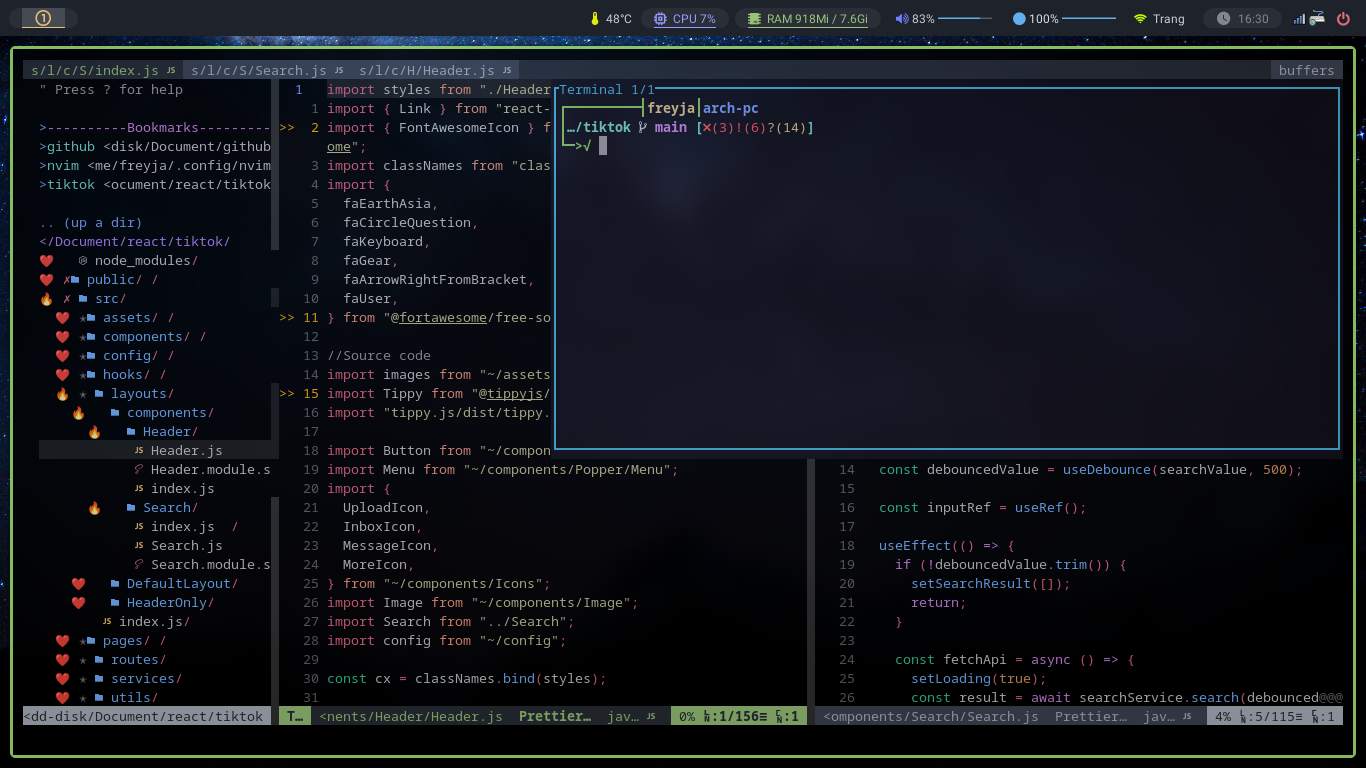 1 48°C CPU 7% RAM 918Mi / 7.6Gi 83% 100% Trang 16:30
s/l/c/S/index.js JS s/l/c/S/Search.js JS s/l/c/H/Header.js JS buffers
" Press ? for help
>----------Bookmarks---------
>github <disk/Document/github
>nvim <me/freyja/.config/nvim
>tiktok <ocument/react/tiktok
.. (up a dir)
</Document/react/tiktok/
node_modules/
✗ public/ /
✗ src/
assets/ /
components/ /
config/ /
hooks/ /
layouts/
components/
Header/
JS Header.js
Header.module.s
JS index.js
Search/
JS index.js /
JS Search.js
Search.module.s
DefaultLayout/
HeaderOnly/
JS index.js/
pages/ /
routes/
services/
utils/
<dd-disk/Document/react/tiktok
1 import styles from "./Header
1 import { Link } from "react-
>> 2 import { FontAwesomeIcon } f
ome";
3 import classNames from "clas
4 import {
5 faEarthAsia,
6 faCircleQuestion,
7 faKeyboard,
8 faGear,
9 faArrowRightFromBracket,
10 faUser,
>> 11 } from "@fortawesome/free-so
12
13 //Source code
14 import images from "~/assets
>> 15 import Tippy from "@tippyjs/
16 import "tippy.js/dist/tippy.
17
18 import Button from "~/compon
19 import Menu from "~/components/Popper/Menu";
20 import {
21 UploadIcon,
22 InboxIcon,
23 MessageIcon,
24 MoreIcon,
25 } from "~/components/Icons";
26 import Image from "~/components/Image";
27 import Search from "../Search";
28 import config from "~/config";
29
30 const cx = classNames.bind(styles);
31
T… <nents/Header/Header.js Prettier… jav… JS 0% LN:1/156≡ CN:1
Terminal 1/1
freyja arch-pc
…/tiktok main [✕(3)!(6)?(14)]
>√
14 const debouncedValue = useDebounce(searchValue, 500);
15
16 const inputRef = useRef();
17
18 useEffect(() => {
19 if (!debouncedValue.trim()) {
20 setSearchResult([]);
21 return;
22 }
23
24 const fetchApi = async () => {
25 setLoading(true);
26 const result = await searchService.search(debounced@@@
<omponents/Search/Search.js Prettier… jav… JS 4% LN:5/115≡ CN:1